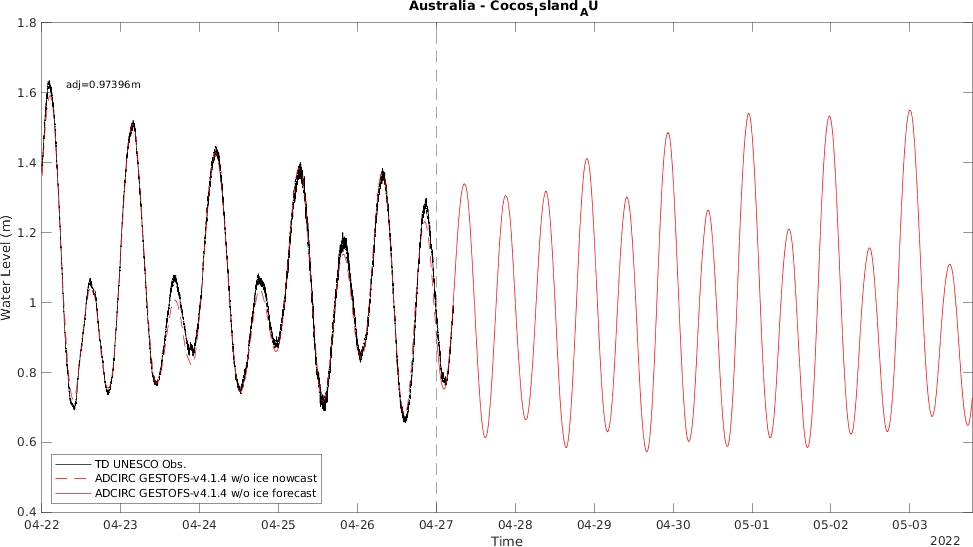 Australia - Cocos_Island_AU
adj=0.97396m
Water Level (m)
1.8
1.6
1.4
1.2
1
0.8
0.6
0.4
TD UNESCO Obs.
ADCIRC GESTOFS-v4.1.4 w/o ice nowcast
ADCIRC GESTOFS-v4.1.4 w/o ice forecast
04-22 04-23 04-24 04-25 04-26 04-27 04-28 04-29 04-30 05-01 05-02 05-03
Time
2022